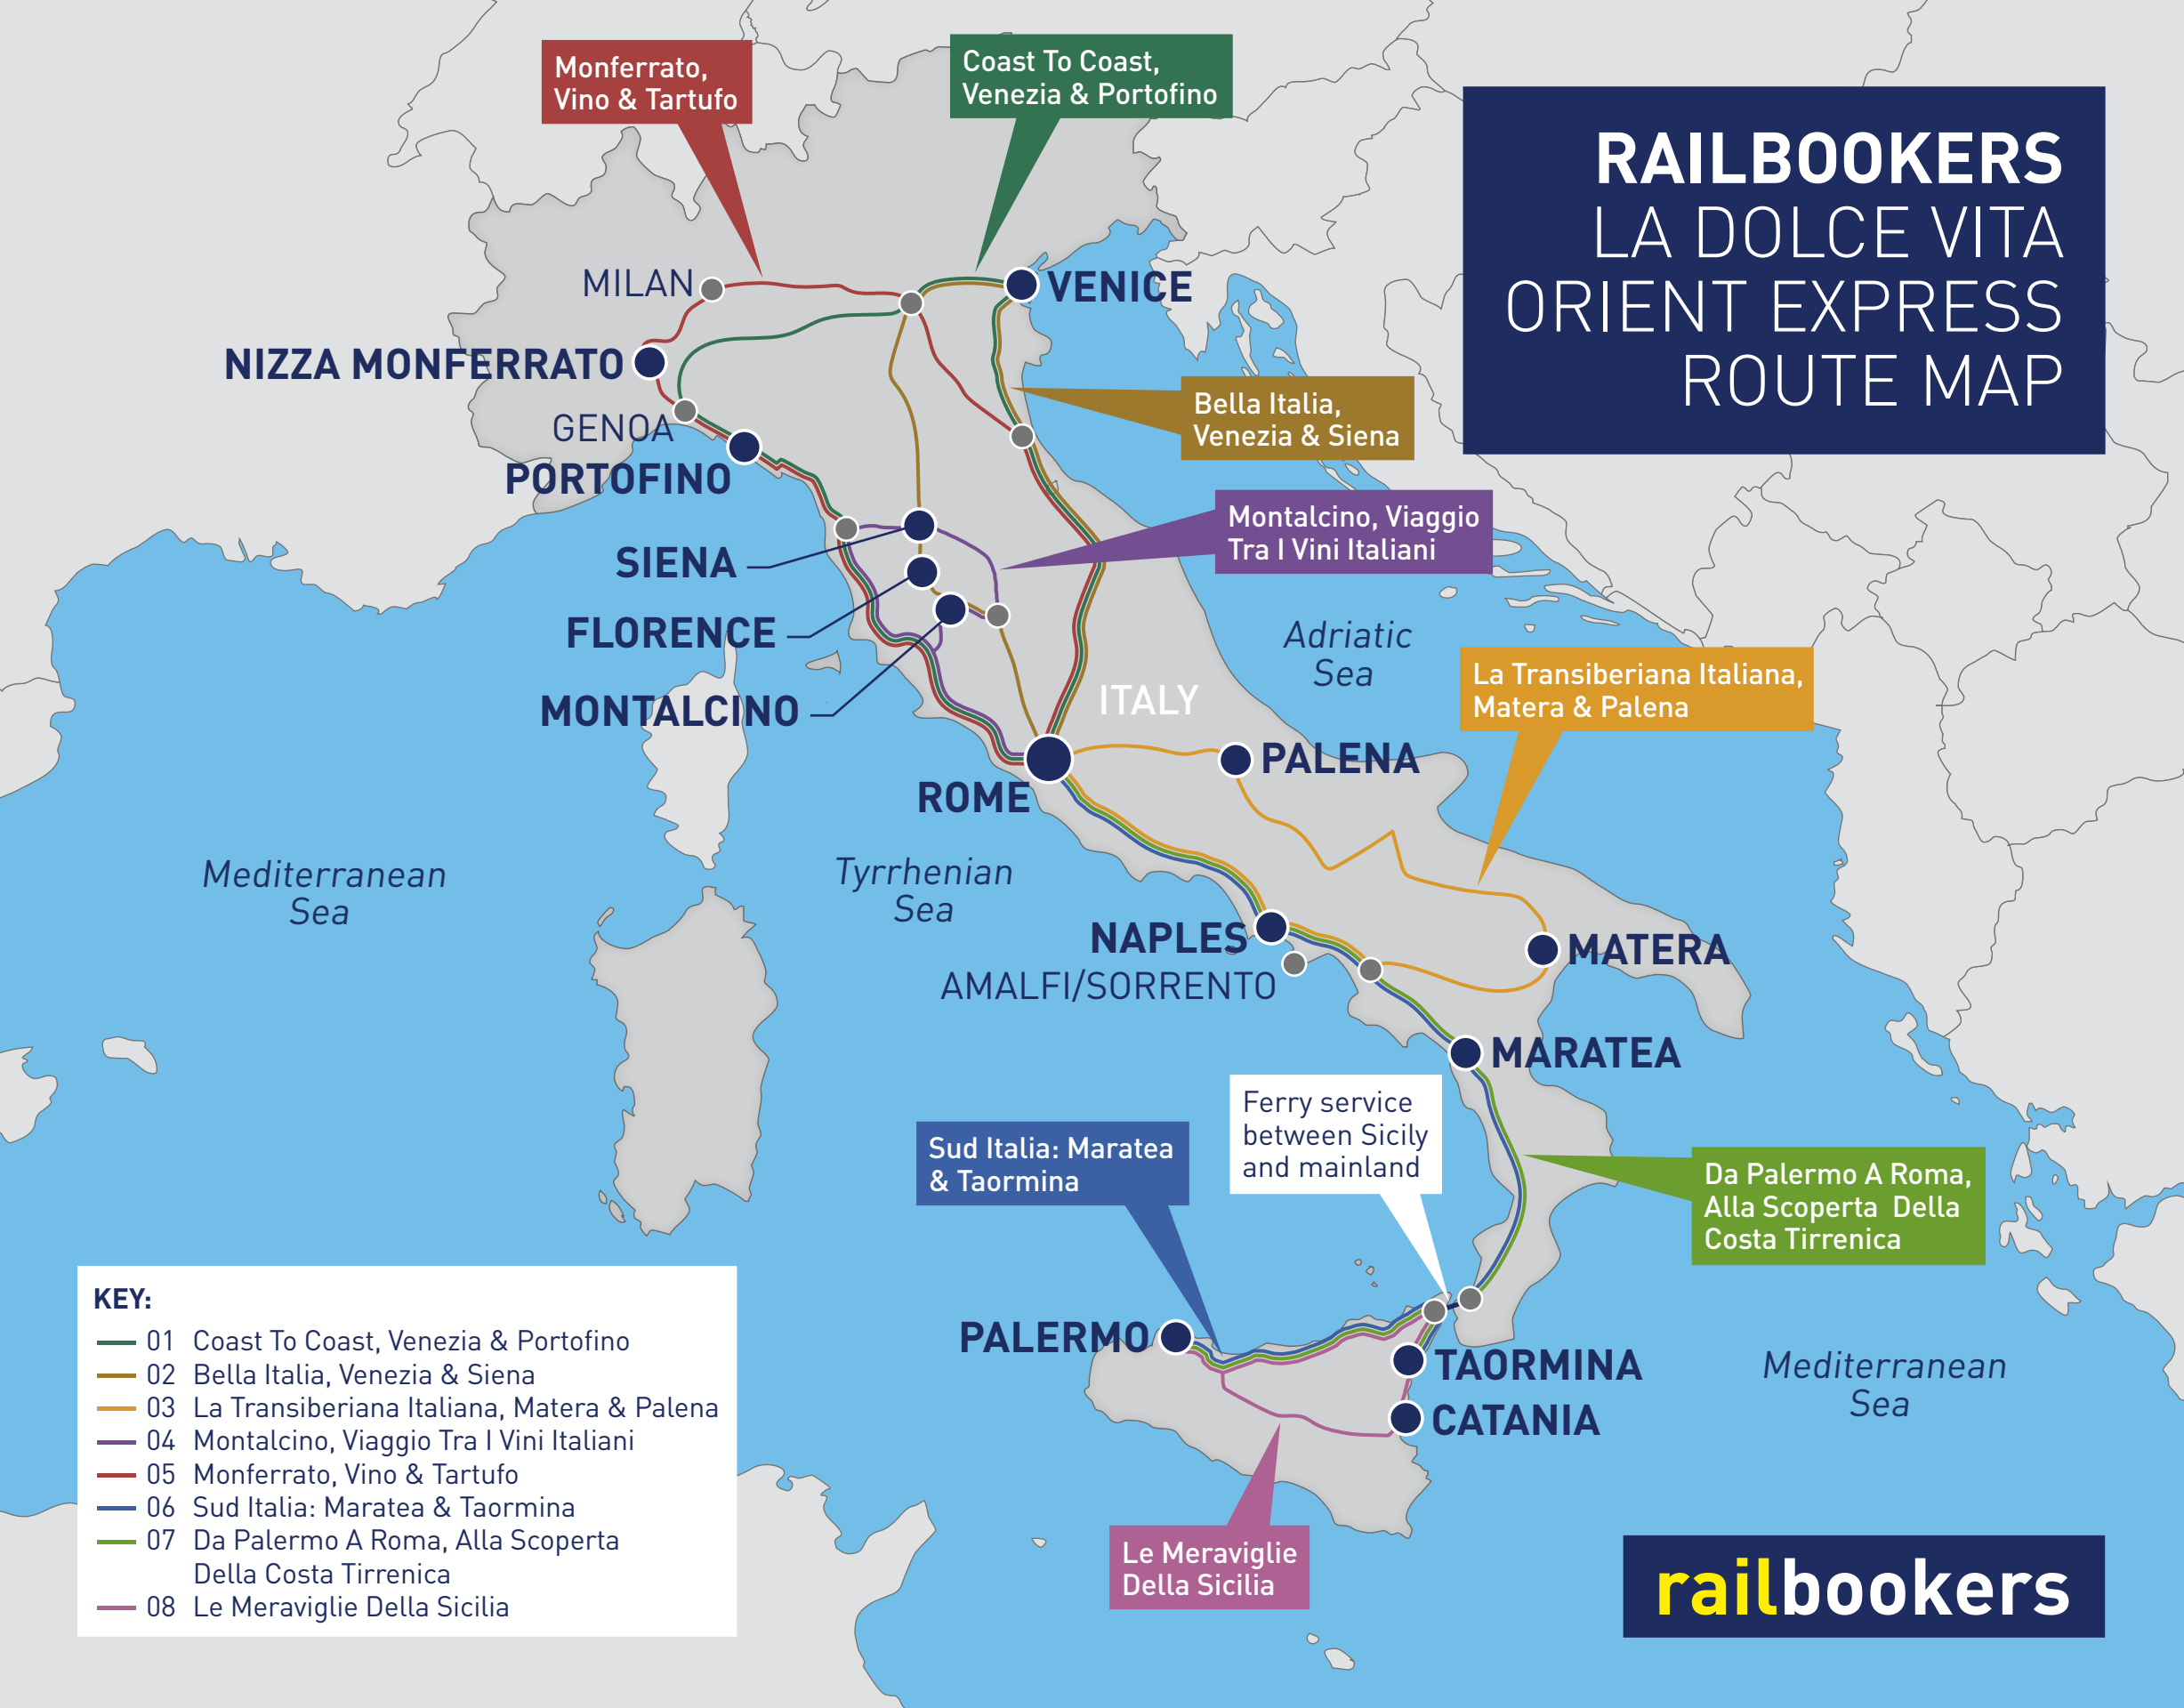 Monferrato,
Vino & Tartufo
Coast To Coast,
Venezia & Portofino
RAILBOOKERS
LA DOLCE VITA
ORIENT EXPRESS
ROUTE MAP
MILAN
VENICE
NIZZA MONFERRATO
GENOA
PORTOFINO
Bella Italia,
Venezia & Siena
Montalcino, Viaggio
Tra I Vini Italiani
SIENA
FLORENCE
MONTALCINO
Adriatic
Sea
ITALY
La Transiberiana Italiana,
Matera & Palena
PALENA
ROME
Mediterranean
Sea
Tyrrhenian
Sea
NAPLES
AMALFI/SORRENTO
MATERA
MARATEA
Ferry service
between Sicily
and mainland
Sud Italia: Maratea
& Taormina
Da Palermo A Roma,
Alla Scoperta  Della
Costa Tirrenica
PALERMO
TAORMINA
CATANIA
Mediterranean
Sea
Le Meraviglie
Della Sicilia
KEY:
01 Coast To Coast, Venezia & Portofino
02 Bella Italia, Venezia & Siena
03 La Transiberiana Italiana, Matera & Palena
04 Montalcino, Viaggio Tra I Vini Italiani
05 Monferrato, Vino & Tartufo
06 Sud Italia: Maratea & Taormina
07 Da Palermo A Roma, Alla Scoperta
Della Costa Tirrenica
08 Le Meraviglie Della Sicilia
railbookers